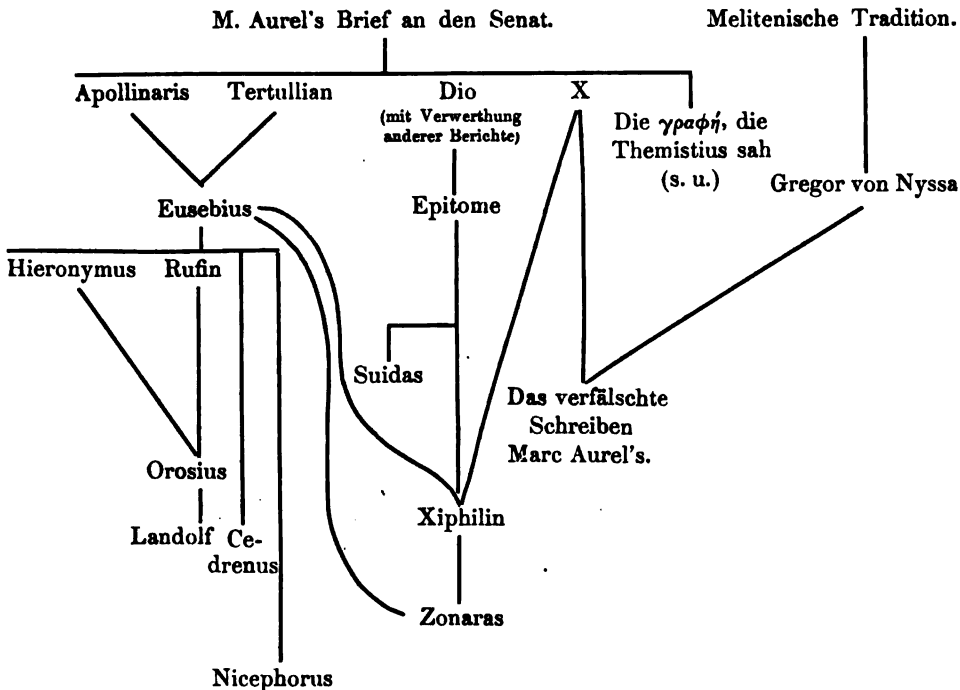 M. Aurel's Brief an den Senat.
Melitenische Tradition.
Apollinaris
Tertullian
Dio
(mit Verwerthung
anderer Berichte)
X
Die γραφή, die
Themistius sah
(s. u.)
Gregor von Nyssa
Eusebius
Epitome
Hieronymus
Rufin
Suidas
Das verfälschte
Schreiben
Marc Aurel's.
Orosius
Xiphilin
Landolf
Ce-
drenus
Zonaras
Nicephorus